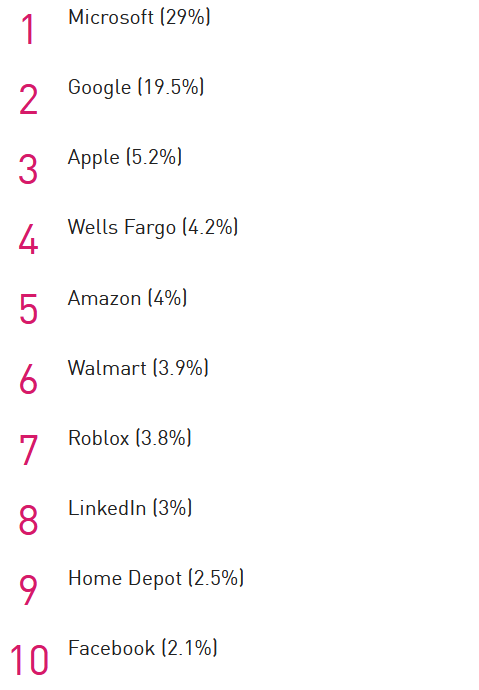 1 Microsoft (29%)
2 Google (19.5%)
3 Apple (5.2%)
4 Wells Fargo (4.2%)
5 Amazon (4%)
6 Walmart (3.9%)
7 Roblox (3.8%)
8 LinkedIn (3%)
9 Home Depot (2.5%)
10 Facebook (2.1%)